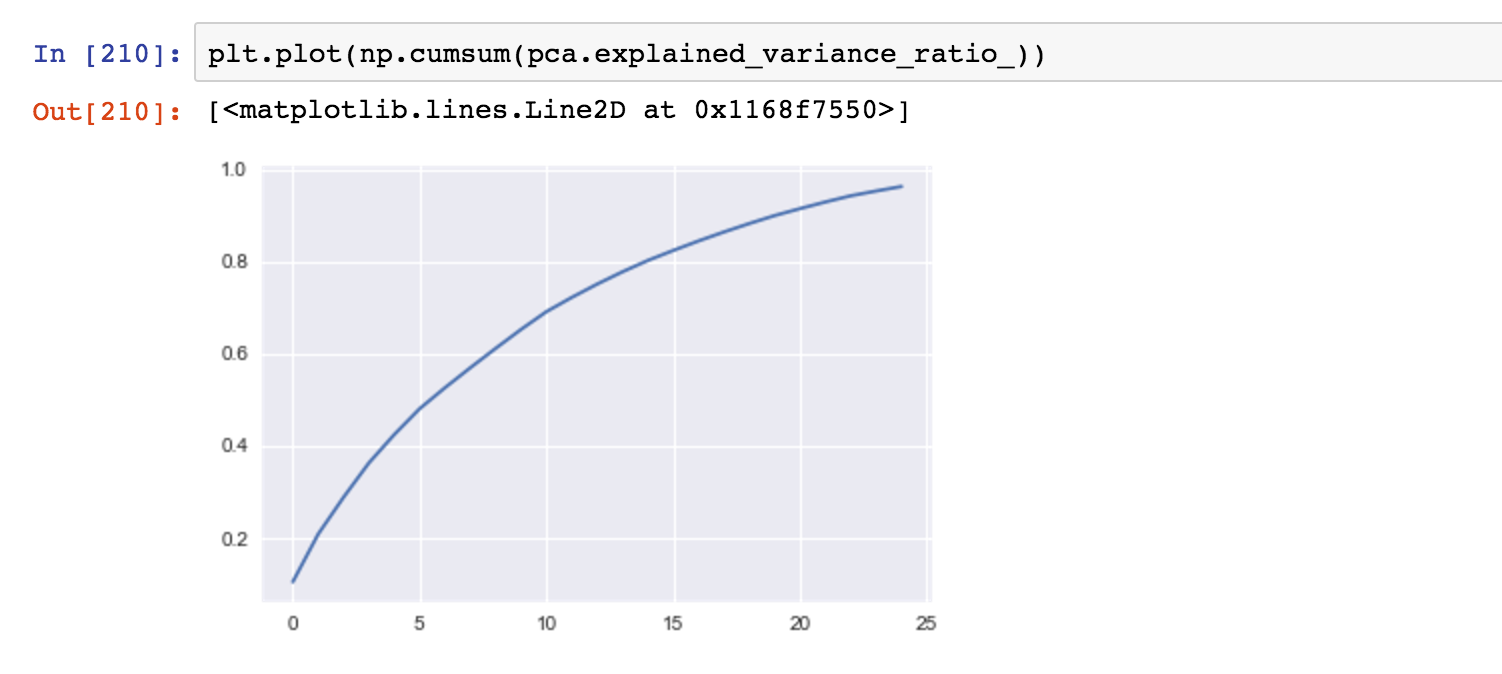 In [210]: plt.plot(np.cumsum(pca.explained_variance_ratio_))
Out[210]: [<matplotlib.lines.Line2D at 0x1168f7550>]
1.0
0.8
0.6
0.4
0.2
0 5 10 15 20 25